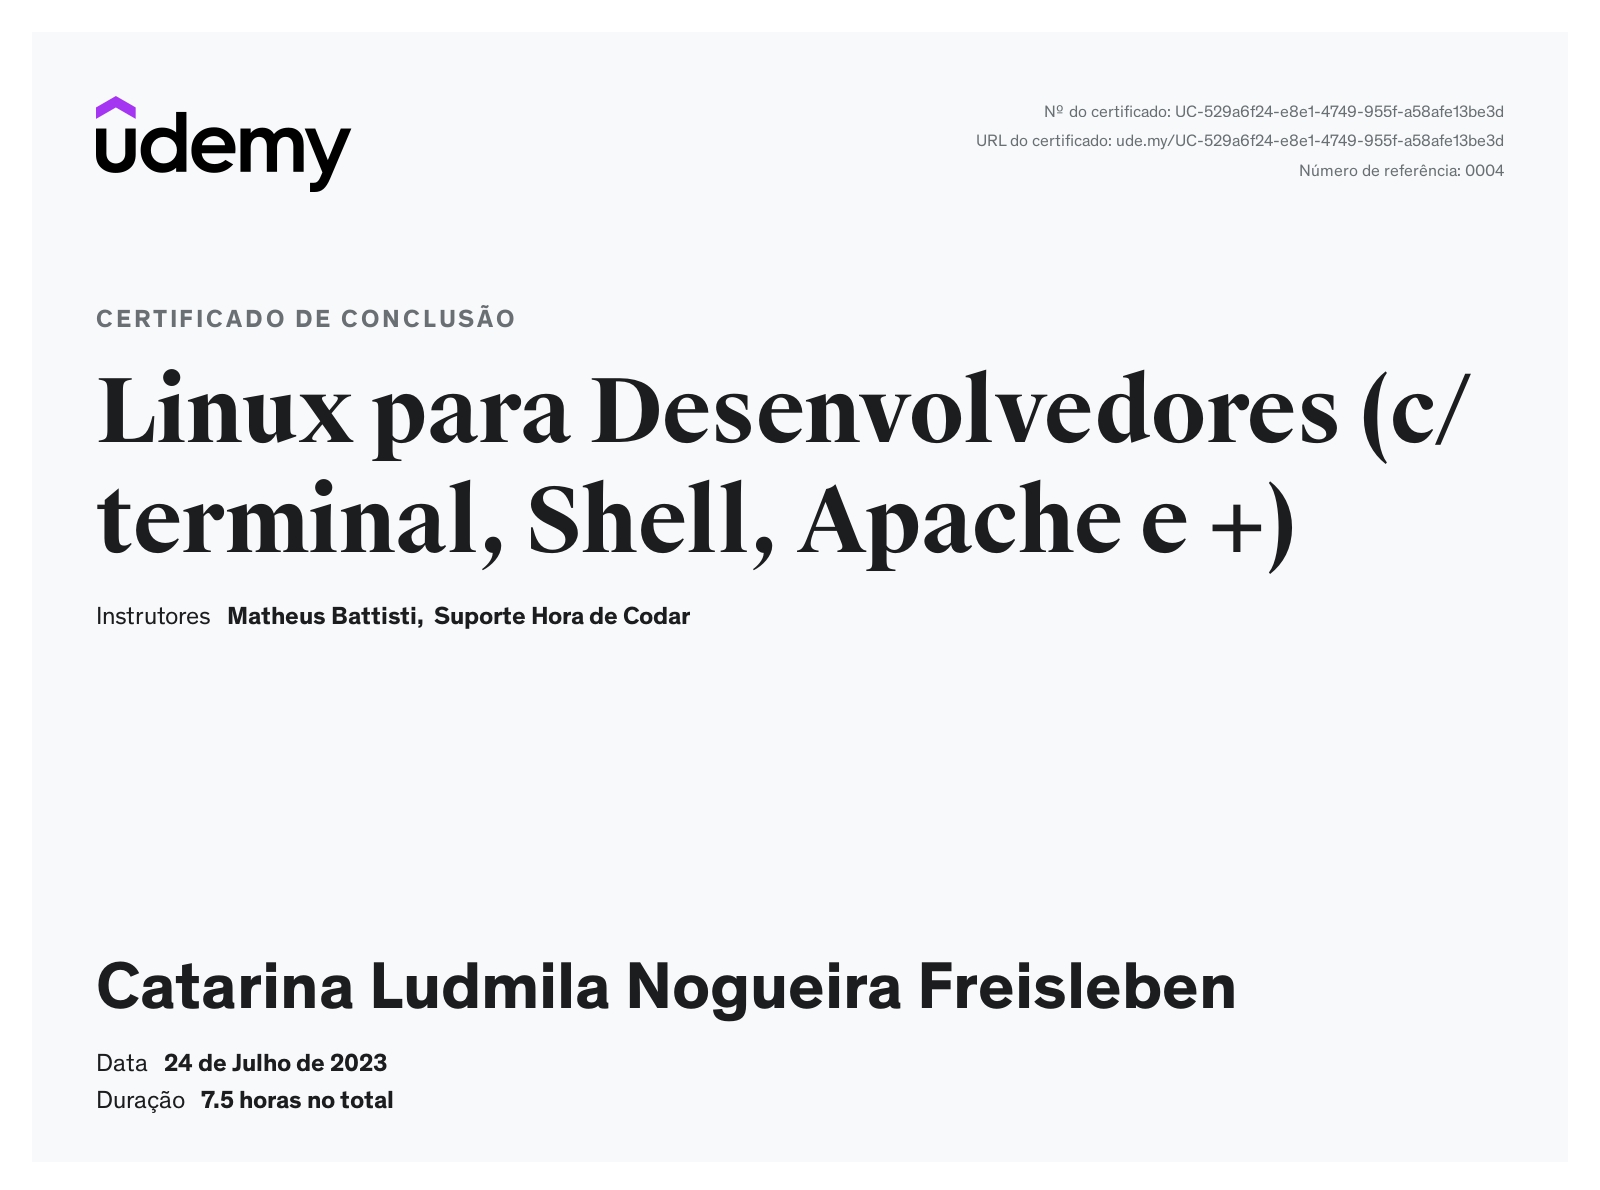 udemy
Nº do certificado: UC-529a6f24-e8e1-4749-955f-a58afe13be3d
URL do certificado: ude.my/UC-529a6f24-e8e1-4749-955f-a58afe13be3d
Número de referência: 0004
CERTIFICADO DE CONCLUSÃO
Linux para Desenvolvedores (c/
terminal, Shell, Apache e +)
Instrutores Matheus Battisti, Suporte Hora de Codar
Catarina Ludmila Nogueira Freisleben
Data 24 de Julho de 2023
Duração 7.5 horas no total